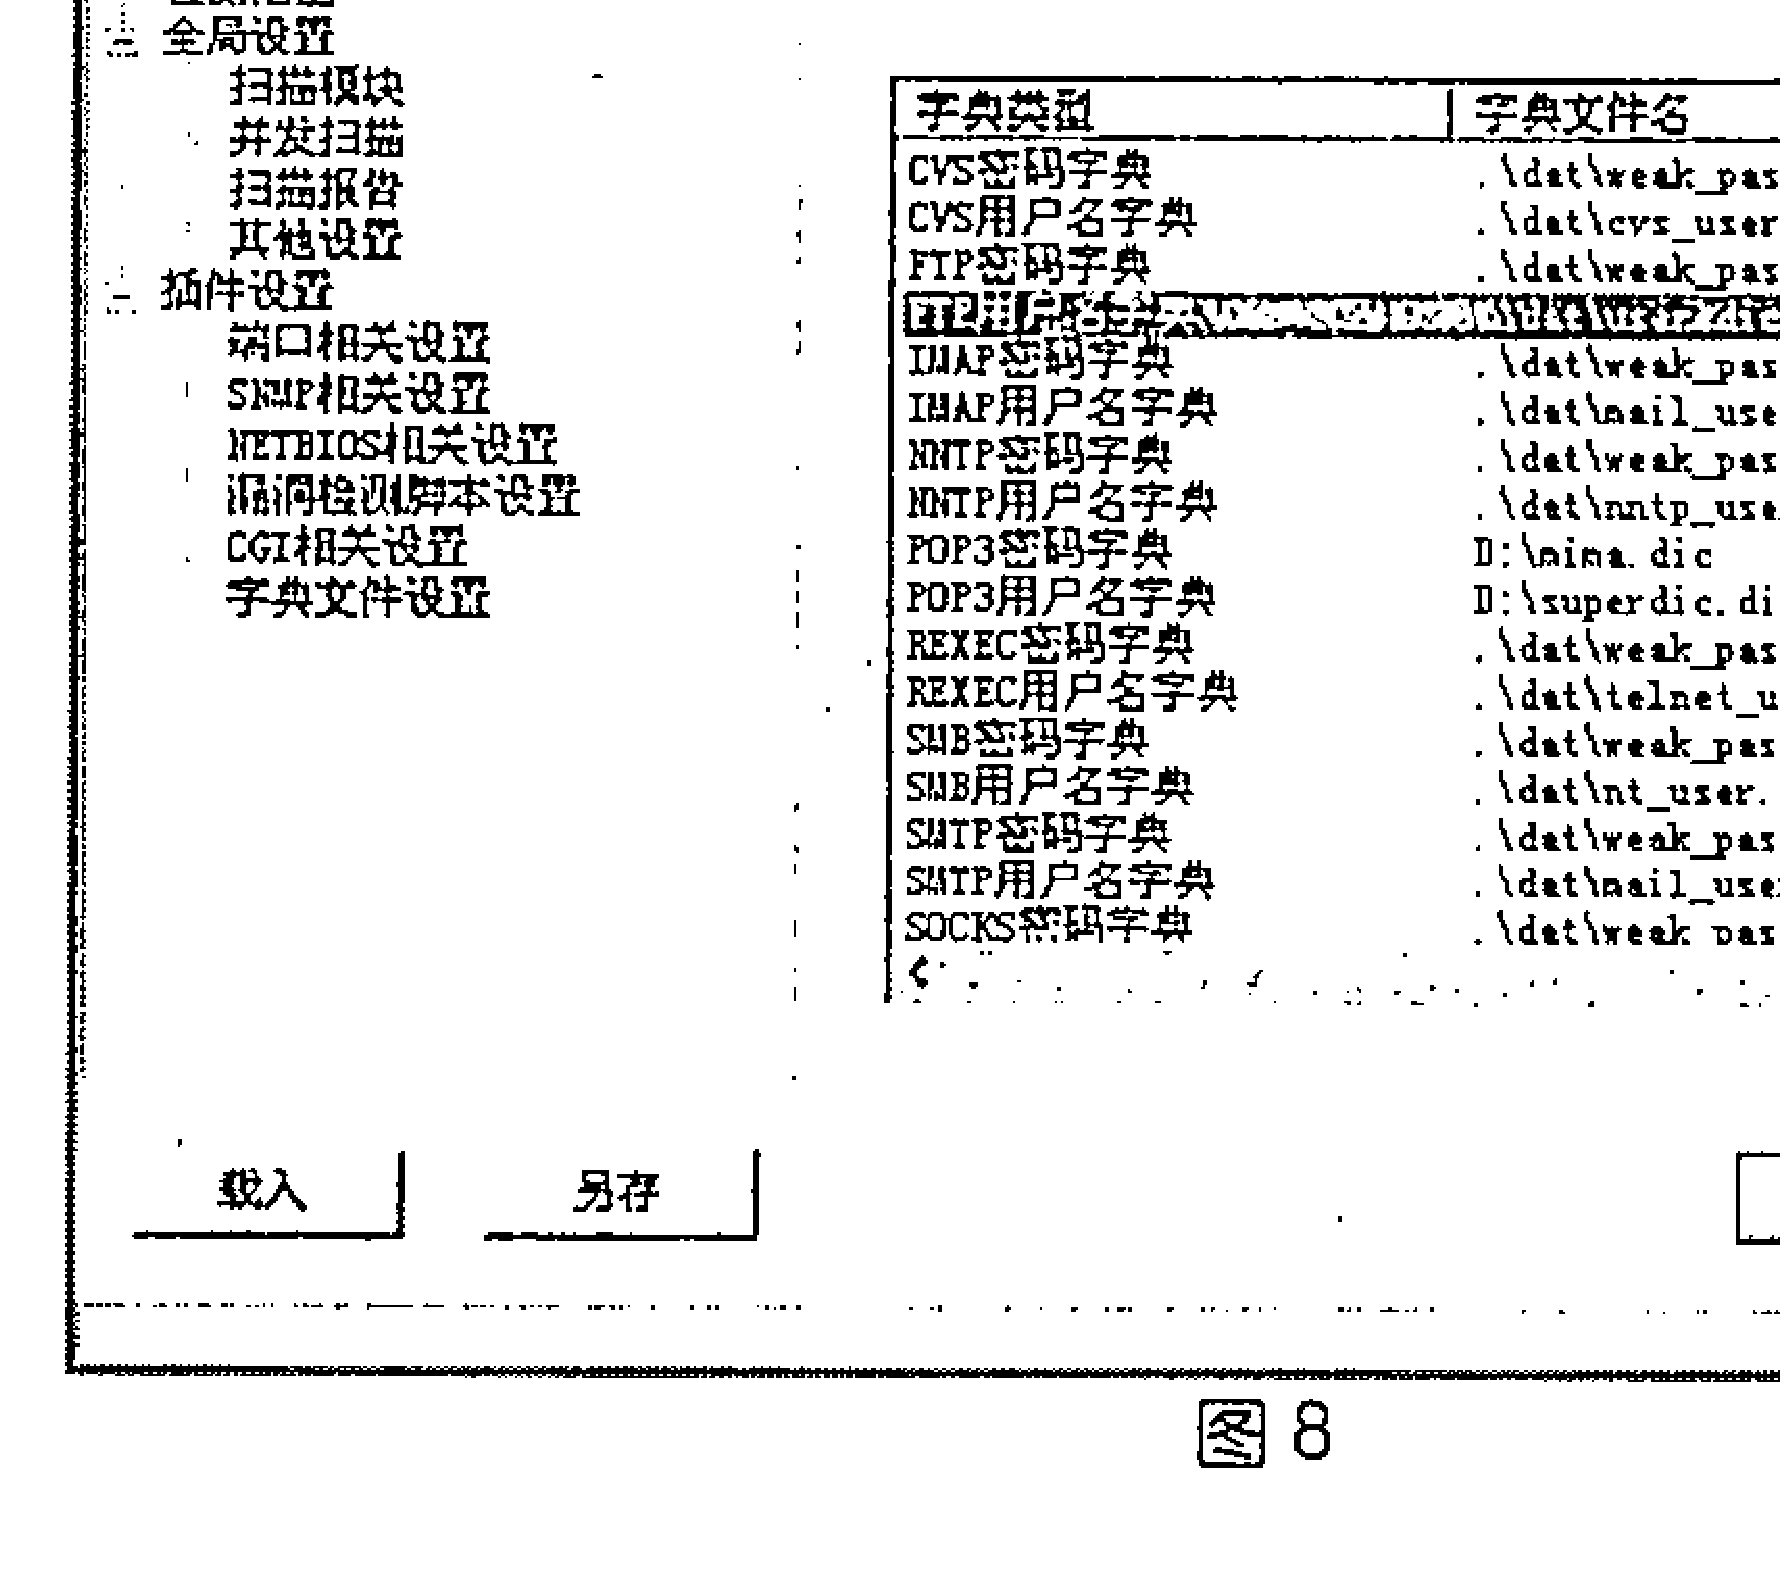 全局设置
扫描模块
并发扫描
扫描报告
其他设置
插件设置
端口相关设置
SNMP相关设置
NETBIOS相关设置
漏洞检测脚本设置
CGI相关设置
字典文件设置
字典类型 字典文件名
CVS密码字典 .\dat\weak_pas
CVS用户名字典 .\dat\cvs_user
FTP密码字典 .\dat\weak_pas
FTP用户名字典
IMAP密码字典 .\dat\weak_pas
IMAP用户名字典 .\dat\mail_use
NNTP密码字典 .\dat\weak_pas
NNTP用户名字典 .\dat\nntp_use
POP3密码字典 D:\mima.dic
POP3用户名字典 D:\superdic.di
REXEC密码字典 .\dat\weak_pas
REXEC用户名字典 .\dat\telnet_u
SMB密码字典 .\dat\weak_pas
SMB用户名字典 .\dat\nt_user.
SMTP密码字典 .\dat\weak_pas
SMTP用户名字典 .\dat\mail_use
SOCKS密码字典 .\dat\weak_pas
载入 另存
图 8